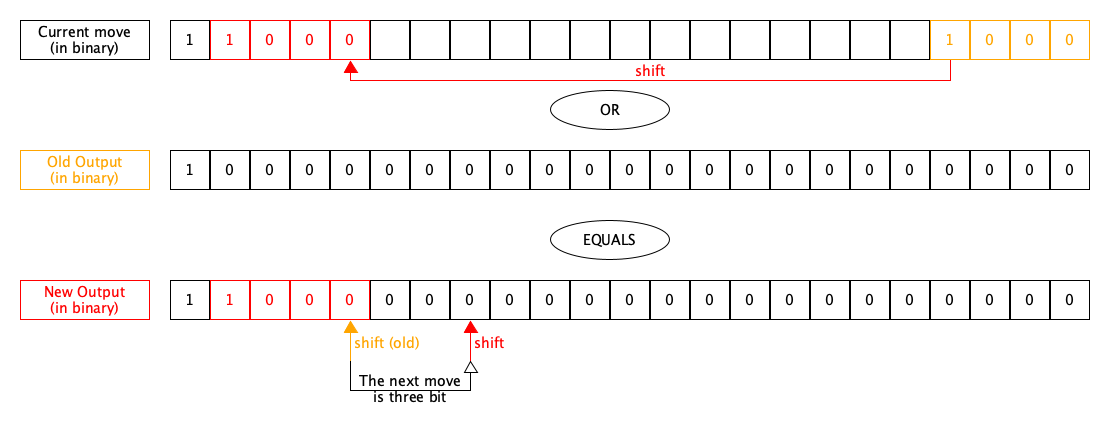 Current move
(in binary)
1 1 0 0 0 1 0 0 0
shift
OR
Old Output
(in binary)
1 0 0 0 0 0 0 0 0 0 0 0 0 0 0 0 0 0 0 0 0 0 0
EQUALS
New Output
(in binary)
1 1 0 0 0 0 0 0 0 0 0 0 0 0 0 0 0 0 0 0 0 0 0
shift (old) shift
The next move
is three bit